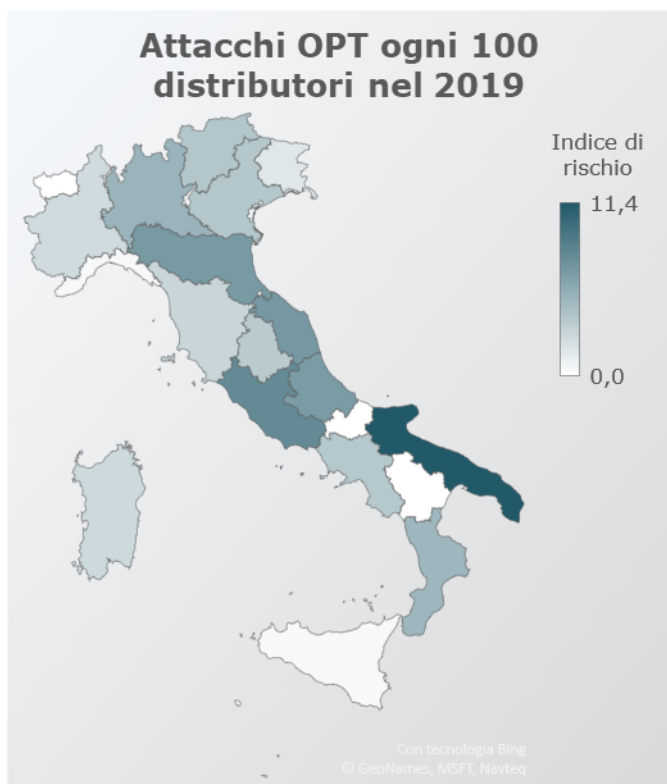 Attacchi OPT ogni 100
distributori nel 2019
Indice di
rischio
11,4
0,0
Con tecnologia Bing
© GeoNames, MSFT, Navteq